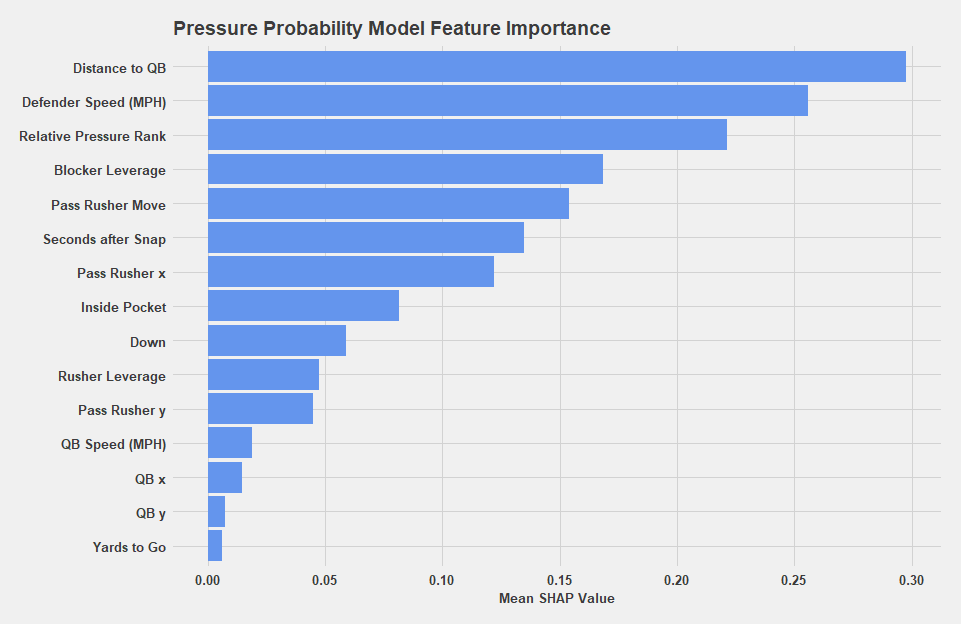 Pressure Probability Model Feature Importance
Distance to QB
Defender Speed (MPH)
Relative Pressure Rank
Blocker Leverage
Pass Rusher Move
Seconds after Snap
Pass Rusher x
Inside Pocket
Down
Rusher Leverage
Pass Rusher y
QB Speed (MPH)
QB x
QB y
Yards to Go
0.00 0.05 0.10 0.15 0.20 0.25 0.30
Mean SHAP Value